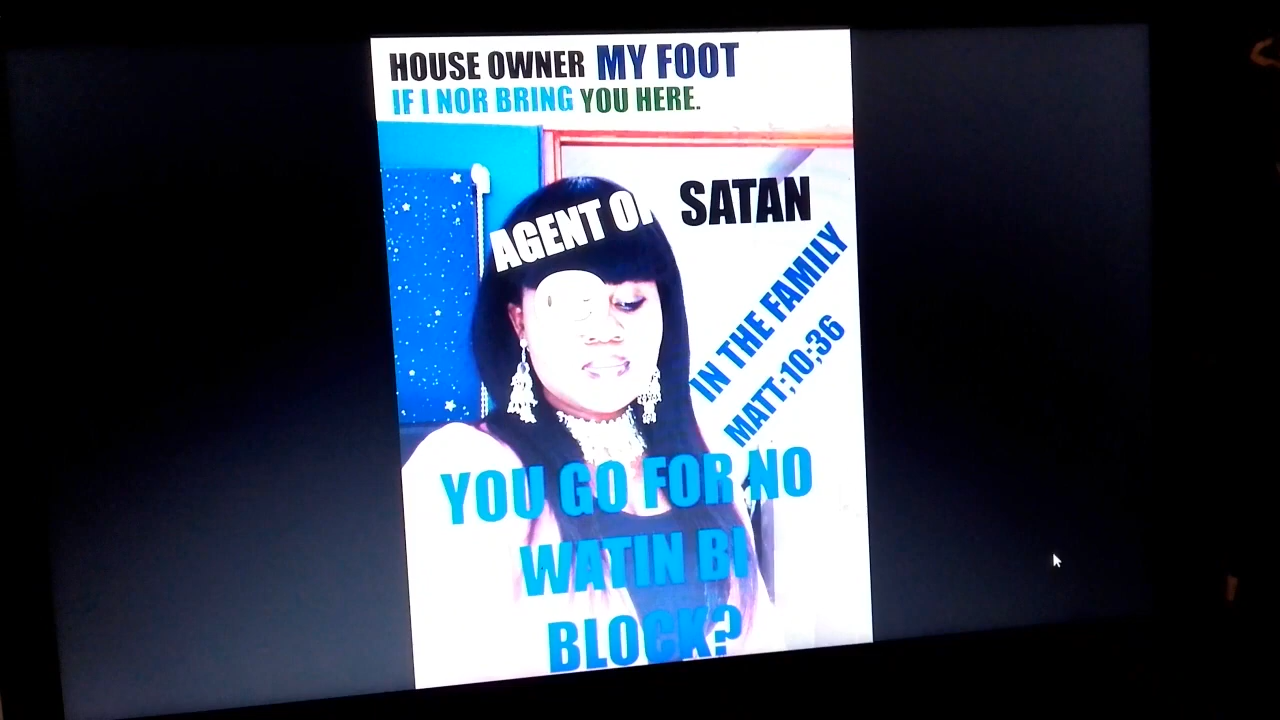 HOUSE OWNER MY FOOT
IF I NOR BRING YOU HERE.
AGENT OF SATAN
IN THE FAMILY
MATT;10;36
YOU GO FOR NO
WATIN BI
BLOCK?